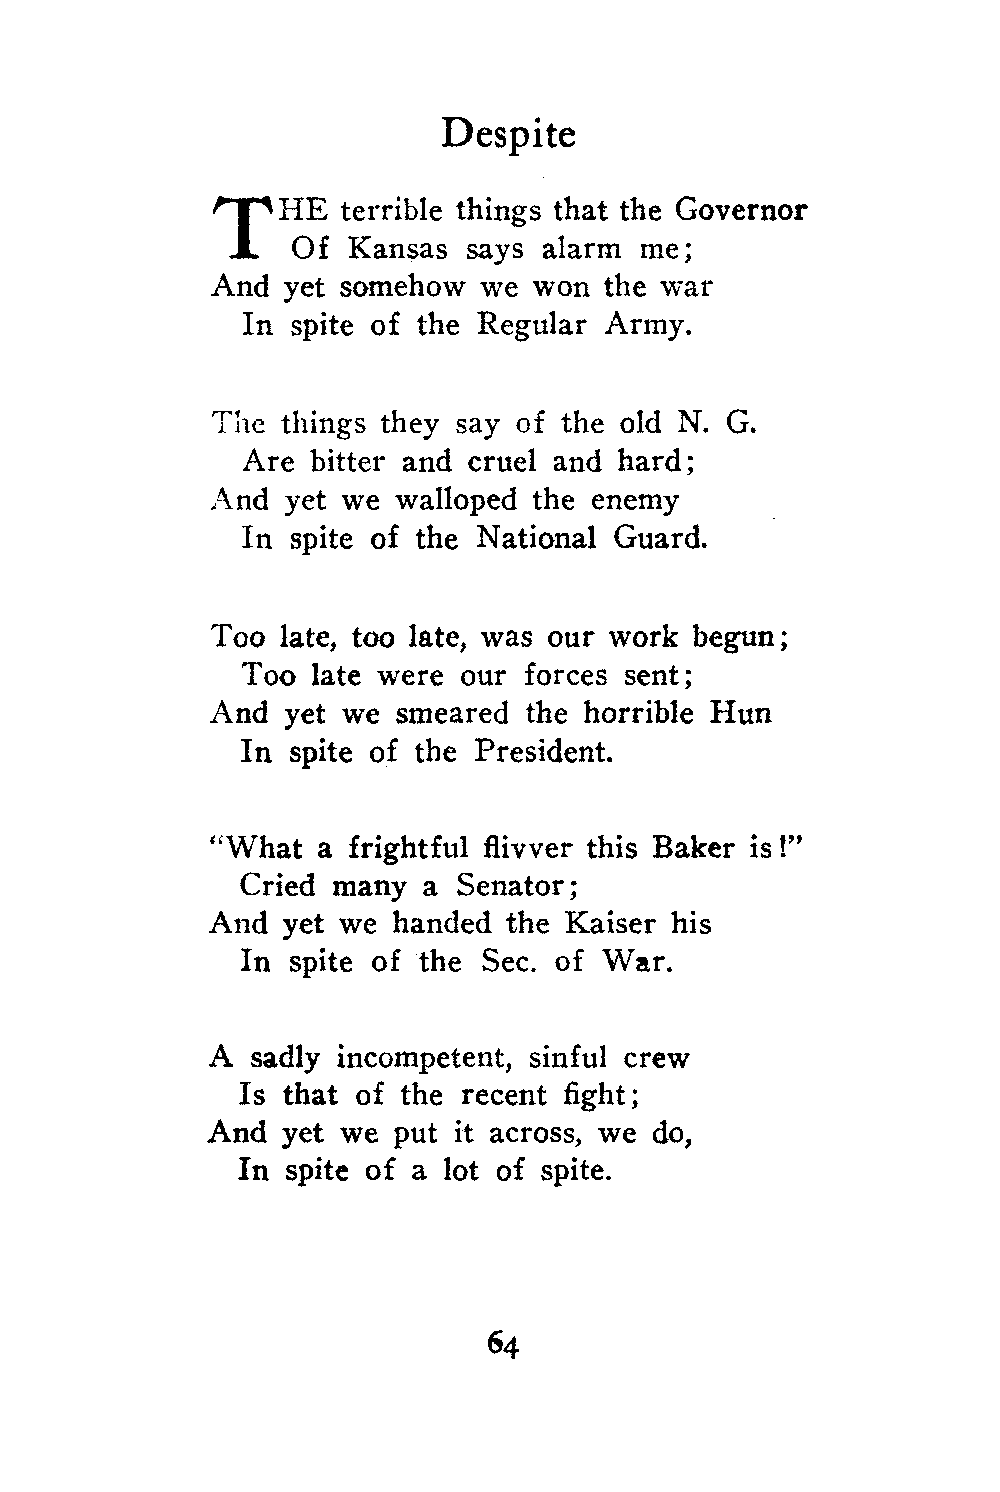 Despite
THE terrible things that the Governor
Of Kansas says alarm me;
And yet somehow we won the war
In spite of the Regular Army.
The things they say of the old N. G.
Are bitter and cruel and hard;
And yet we walloped the enemy
In spite of the National Guard.
Too late, too late, was our work begun;
Too late were our forces sent;
And yet we smeared the horrible Hun
In spite of the President.
"What a frightful flivver this Baker is!"
Cried many a Senator;
And yet we handed the Kaiser his
In spite of the Sec. of War.
A sadly incompetent, sinful crew
Is that of the recent fight;
And yet we put it across, we do,
In spite of a lot of spite.
64